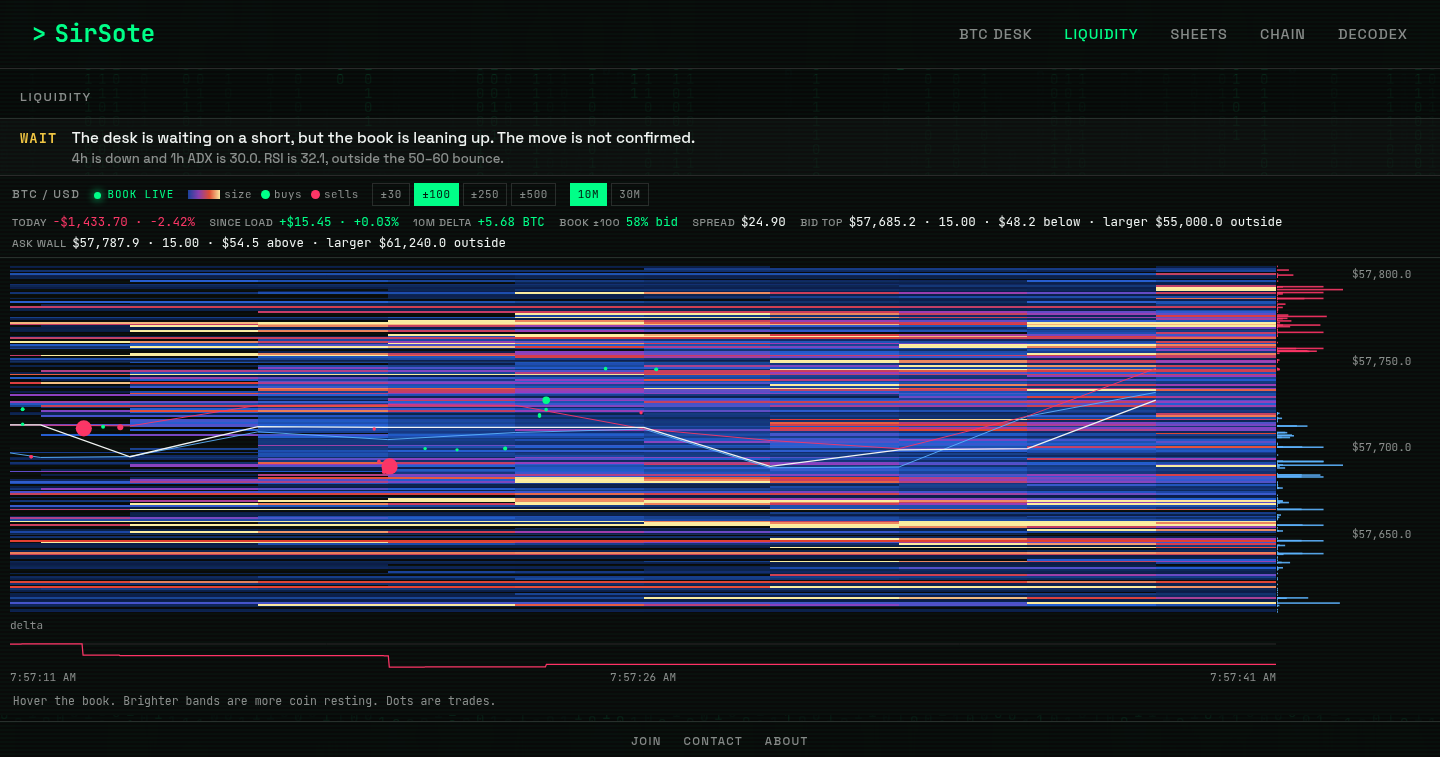 > SirSote
BTC DESK LIQUIDITY SHEETS CHAIN DECODEX
LIQUIDITY
WAIT The desk is waiting on a short, but the book is leaning up. The move is not confirmed.
4h is down and 1h ADX is 30.0. RSI is 32.1, outside the 50–60 bounce.
BTC / USD BOOK LIVE size buys sells ±30 ±100 ±250 ±500 10M 30M
TODAY -$1,433.70 · -2.42% SINCE LOAD +$15.45 · +0.03% 10M DELTA +5.68 BTC BOOK ±100 58% bid SPREAD $24.90 BID TOP $57,685.2 · 15.00 · $48.2 below · larger $55,000.0 outside
ASK WALL $57,787.9 · 15.00 · $54.5 above · larger $61,240.0 outside
$57,800.0
$57,750.0
$57,700.0
$57,650.0
delta
7:57:11 AM 7:57:26 AM 7:57:41 AM
Hover the book. Brighter bands are more coin resting. Dots are trades.
JOIN CONTACT ABOUT